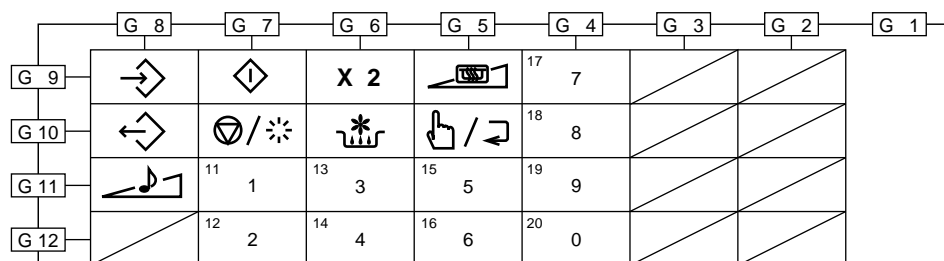 G 8 G 7 G 6 G 5 G 4 G 3 G 2 G 1
G 9 X 2 17 7
G 10 / / 18 8
G 11 11 1 13 3 15 5 19 9
G 12 12 2 14 4 16 6 20 0